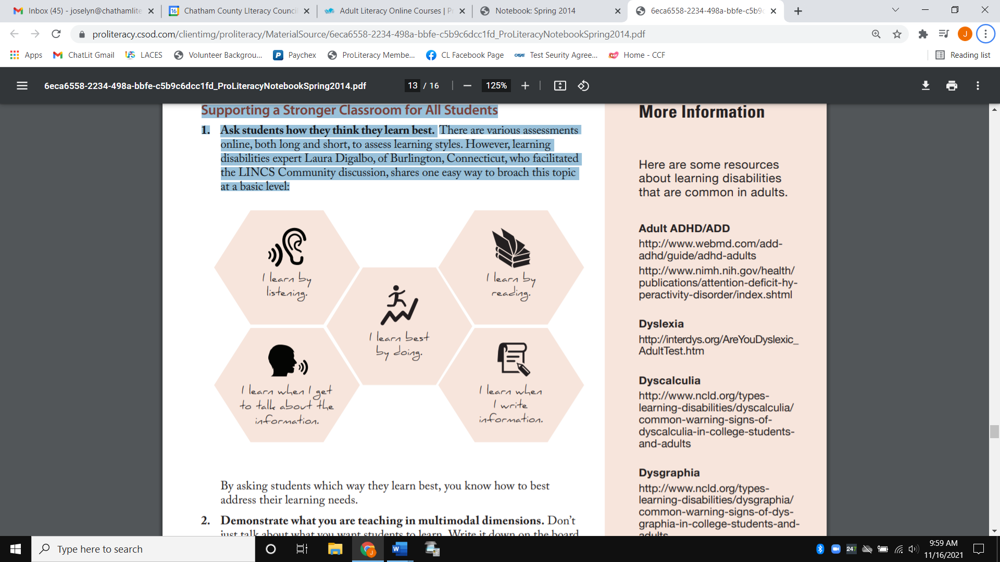 Inbox (45) - joselyn@chathamlite
Chatham County LIteracy Counci
Adult Literacy Online Courses | P
Notebook: Spring 2014
6eca6558-2234-498a-bbfe-c5b9c
proliteracy.csod.com/clientimg/proliteracy/MaterialSource/6eca6558-2234-498a-bbfe-c5b9c6dcc1fd_ProLiteracyNotebookSpring2014.pdf
J
Apps
ChatLit Gmail
LACES
Volunteer Backgrou...
Paychex
ProLiteracy Membe...
CL Facebook Page
Test Seurity Agree...
Home - CCF
Reading list
6eca6558-2234-498a-bbfe-c5b9c6dcc1fd_ProLiteracyNotebookSpring2014.pdf
13 / 16
125%
Supporting a Stronger Classroom for All Students
1. Ask students how they think they learn best. There are various assessments
online, both long and short, to assess learning styles. However, learning
disabilities expert Laura Digalbo, of Burlington, Connecticut, who facilitated
the LINCS Community discussion, shares one easy way to broach this topic
at a basic level:
I learn by
listening.
I learn by
reading.
I learn best
by doing.
I learn when I get
to talk about the
information.
I learn when
I write
information.
By asking students which way they learn best, you know how to best
address their learning needs.
2. Demonstrate what you are teaching in multimodal dimensions. Don't
just talk about what you want students to learn. Write it down on the board
More Information
Here are some resources
about learning disabilities
that are common in adults.
Adult ADHD/ADD
http://www.webmd.com/add-
adhd/guide/adhd-adults
http://www.nimh.nih.gov/health/
publications/attention-deficit-hy-
peractivity-disorder/index.shtml
Dyslexia
http://interdys.org/AreYouDyslexic_
AdultTest.htm
Dyscalculia
http://www.ncld.org/types-
learning-disabilities/dyscalculia/
common-warning-signs-of-
dyscalculia-in-college-students-
and-adults
Dysgraphia
http://www.ncld.org/types-
learning-disabilities/dysgraphia/
common-warning-signs-of-dys-
graphia-in-college-students-and-
adults
Type here to search
247
9:59 AM
11/16/2021